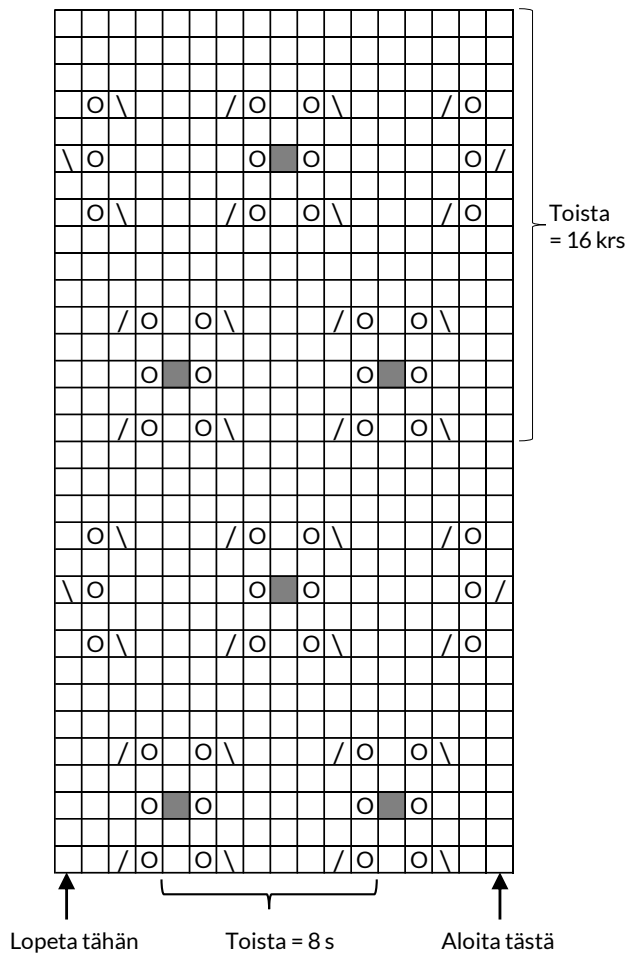 Toista
= 16 krs
Lopeta tähän
Toista = 8 s
Aloita tästä